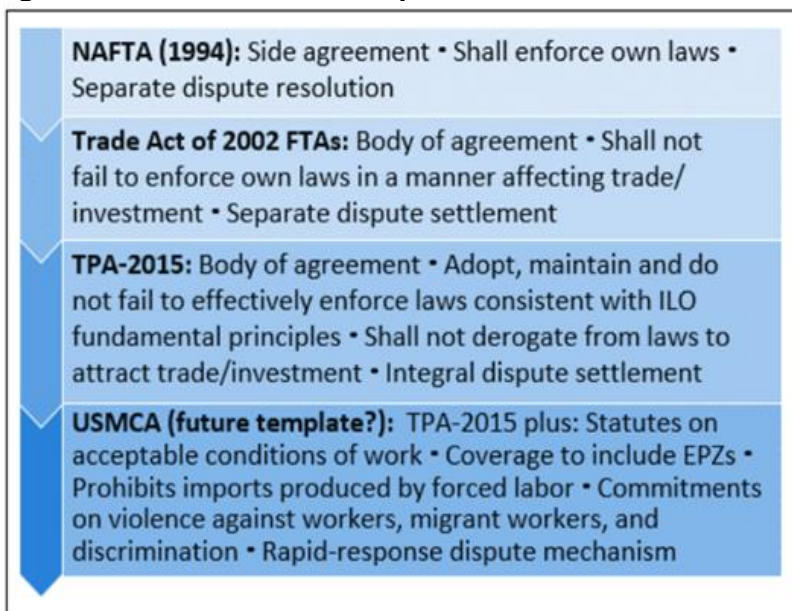 NAFTA (1994): Side agreement • Shall enforce own laws •
Separate dispute resolution
Trade Act of 2002 FTAs: Body of agreement • Shall not
fail to enforce own laws in a manner affecting trade/
investment • Separate dispute settlement
TPA-2015: Body of agreement • Adopt, maintain and do
not fail to effectively enforce laws consistent with ILO
fundamental principles • Shall not derogate from laws to
attract trade/investment • Integral dispute settlement
USMCA (future template?): TPA-2015 plus: Statutes on
acceptable conditions of work • Coverage to include EPZs •
Prohibits imports produced by forced labor • Commitments
on violence against workers, migrant workers, and
discrimination • Rapid-response dispute mechanism